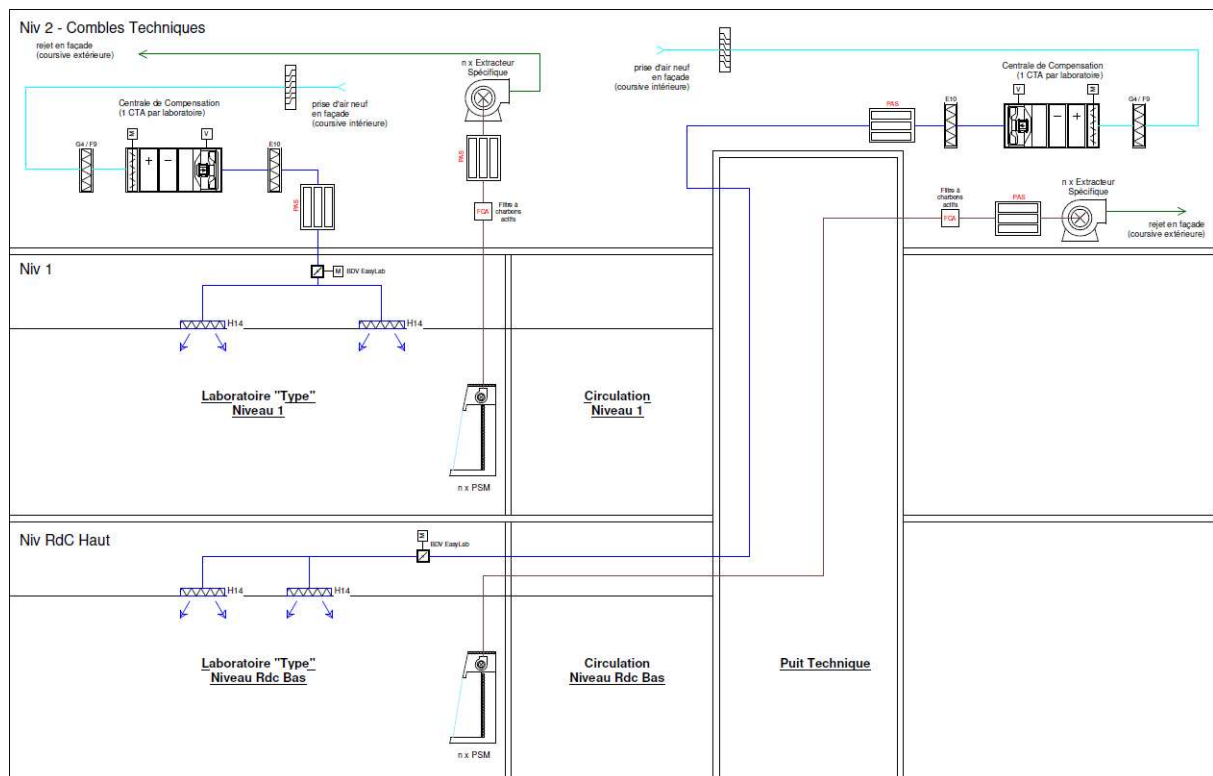 Niv 2 - Combles Techniques
rejet en façade
(coursive extérieure)
n x Extracteur
Spécifique
prise d'air neuf
en façade
(coursive intérieure)
Centrale de Compensation
(1 CTA par laboratoire)
M
V
G4 / F9
+
-
E10
PAS
PAS
FCA
Filtre à
charbons
actifs
prise d'air neuf
en façade
(coursive intérieure)
Centrale de Compensation
(1 CTA par laboratoire)
V
M
PAS
E10
-
+
G4 / F9
n x Extracteur
Spécifique
Filtre à
charbons
actifs
FCA
PAS
rejet en façade
(coursive extérieure)
Niv 1
M
BDV EasyLab
H14
H14
Laboratoire "Type"
Niveau 1
Circulation
Niveau 1
n x PSM
Niv RdC Haut
M
BDV EasyLab
H14
H14
Laboratoire "Type"
Niveau Rdc Bas
Circulation
Niveau Rdc Bas
Puit Technique
n x PSM